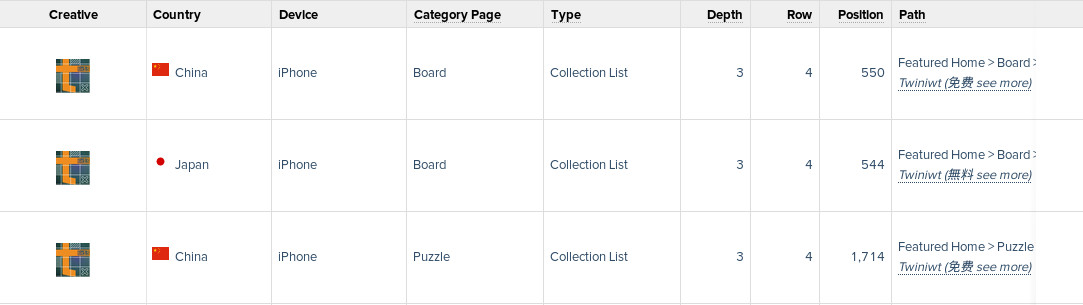 Creative Country Device Category Page Type Depth Row Position Path
China iPhone Board Collection List 3 4 550 Featured Home > Board >
Twiniwt (免费 see more)
Japan iPhone Board Collection List 3 4 544 Featured Home > Board >
Twiniwt (無料 see more)
China iPhone Puzzle Collection List 3 4 1,714 Featured Home > Puzzle
Twiniwt (免费 see more)